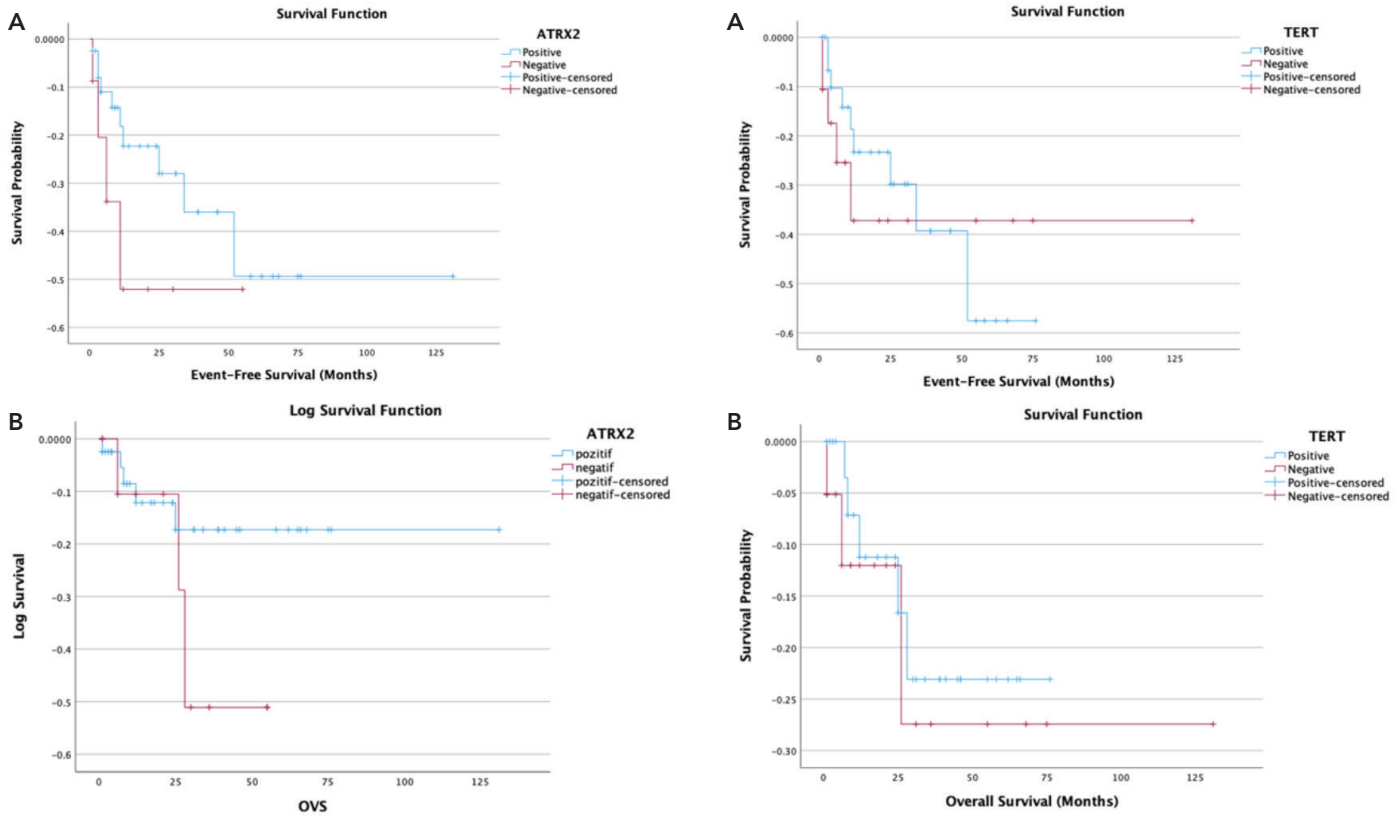 A
Survival Function
0.0000
-0.1
-0.2
-0.3
-0.4
-0.5
-0.6
Survival Probability
0
25
50
75
100
125
Event-Free Survival (Months)
ATRX2
Positive
Negative
Positive-censored
Negative-censored
A
Survival Function
0.0000
-0.1
-0.2
-0.3
-0.4
-0.5
-0.6
Survival Probability
0
25
50
75
100
125
Event-Free Survival (Months)
TERT
Positive
Negative
Positive-censored
Negative-censored
B
Log Survival Function
0.0000
-0.1
-0.2
-0.3
-0.4
-0.5
-0.6
Log Survival
0
25
50
75
100
125
OVS
ATRX2
pozitif
negatif
pozitif-censored
negatif-censored
B
Survival Function
0.0000
-0.05
-0.10
-0.15
-0.20
-0.25
-0.30
Survival Probability
0
25
50
75
100
125
Overall Survival (Months)
TERT
Positive
Negative
Positive-censored
Negative-censored